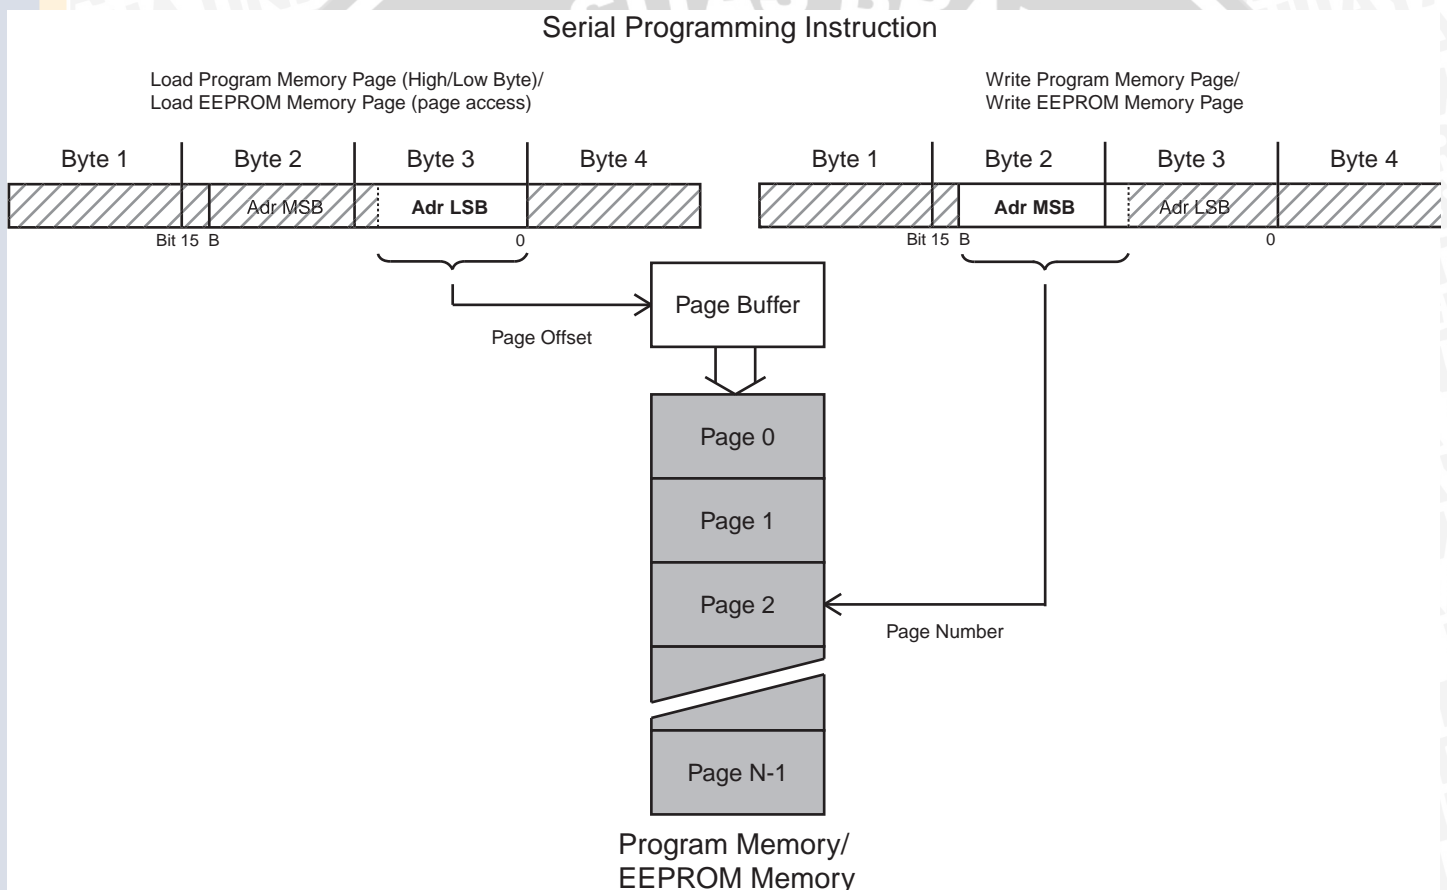 Serial Programming Instruction
Load Program Memory Page (High/Low Byte)/
Load EEPROM Memory Page (page access)
Write Program Memory Page/
Write EEPROM Memory Page
Byte 1 Byte 2 Byte 3 Byte 4
Byte 1 Byte 2 Byte 3 Byte 4
Adr MSB Adr LSB
Adr MSB Adr LSB
Bit 15 B 0
Bit 15 B 0
Page Buffer
Page Offset
Page 0
Page 1
Page 2
Page Number
Page N-1
Program Memory/
EEPROM Memory